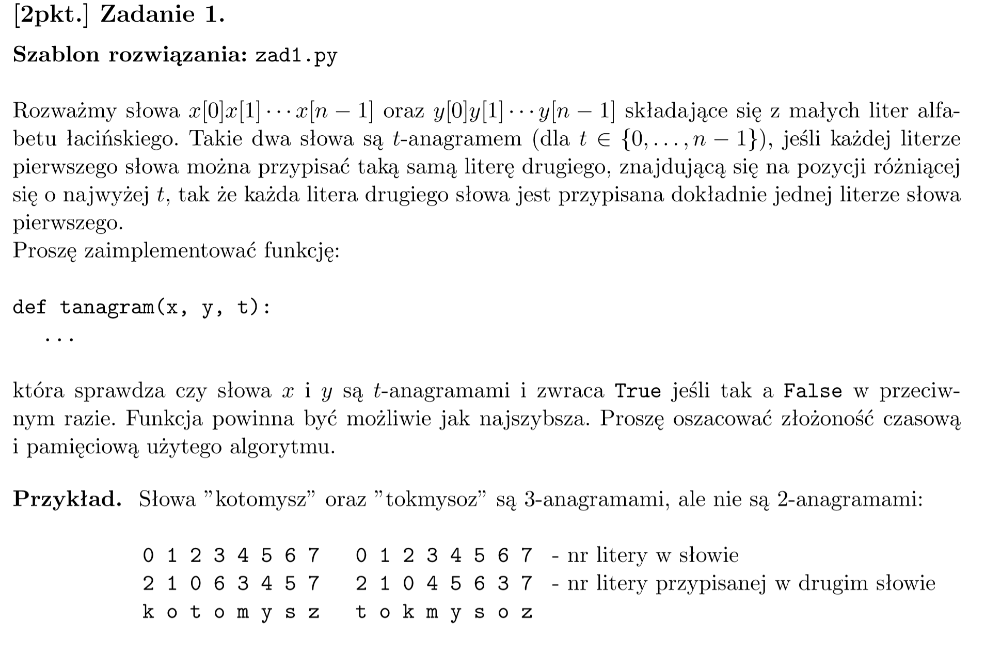 [2pkt.] Zadanie 1.
Szablon rozwiązania: zad1.py
Rozważmy słowa x[0]x[1] ··· x[n − 1] oraz y[0]y[1] ··· y[n − 1] składające się z małych liter alfa-
betu łacińskiego. Takie dwa słowa są t-anagramem (dla t ∈ {0, . . . , n − 1}), jeśli każdej literze
pierwszego słowa można przypisać taką samą literę drugiego, znajdującą się na pozycji różniącej
się o najwyżej t, tak że każda litera drugiego słowa jest przypisana dokładnie jednej literze słowa
pierwszego.
Proszę zaimplementować funkcję:
def tanagram(x, y, t):
...
która sprawdza czy słowa x i y są t-anagramami i zwraca True jeśli tak a False w przeciw-
nym razie. Funkcja powinna być możliwie jak najszybsza. Proszę oszacować złożoność czasową
i pamięciową użytego algorytmu.
Przykład. Słowa ”kotomysz” oraz ”tokmysoz” są 3-anagramami, ale nie są 2-anagramami:
0 1 2 3 4 5 6 7 0 1 2 3 4 5 6 7 - nr litery w słowie
2 1 0 6 3 4 5 7 2 1 0 4 5 6 3 7 - nr litery przypisanej w drugim słowie
k o t o m y s z t o k m y s o z